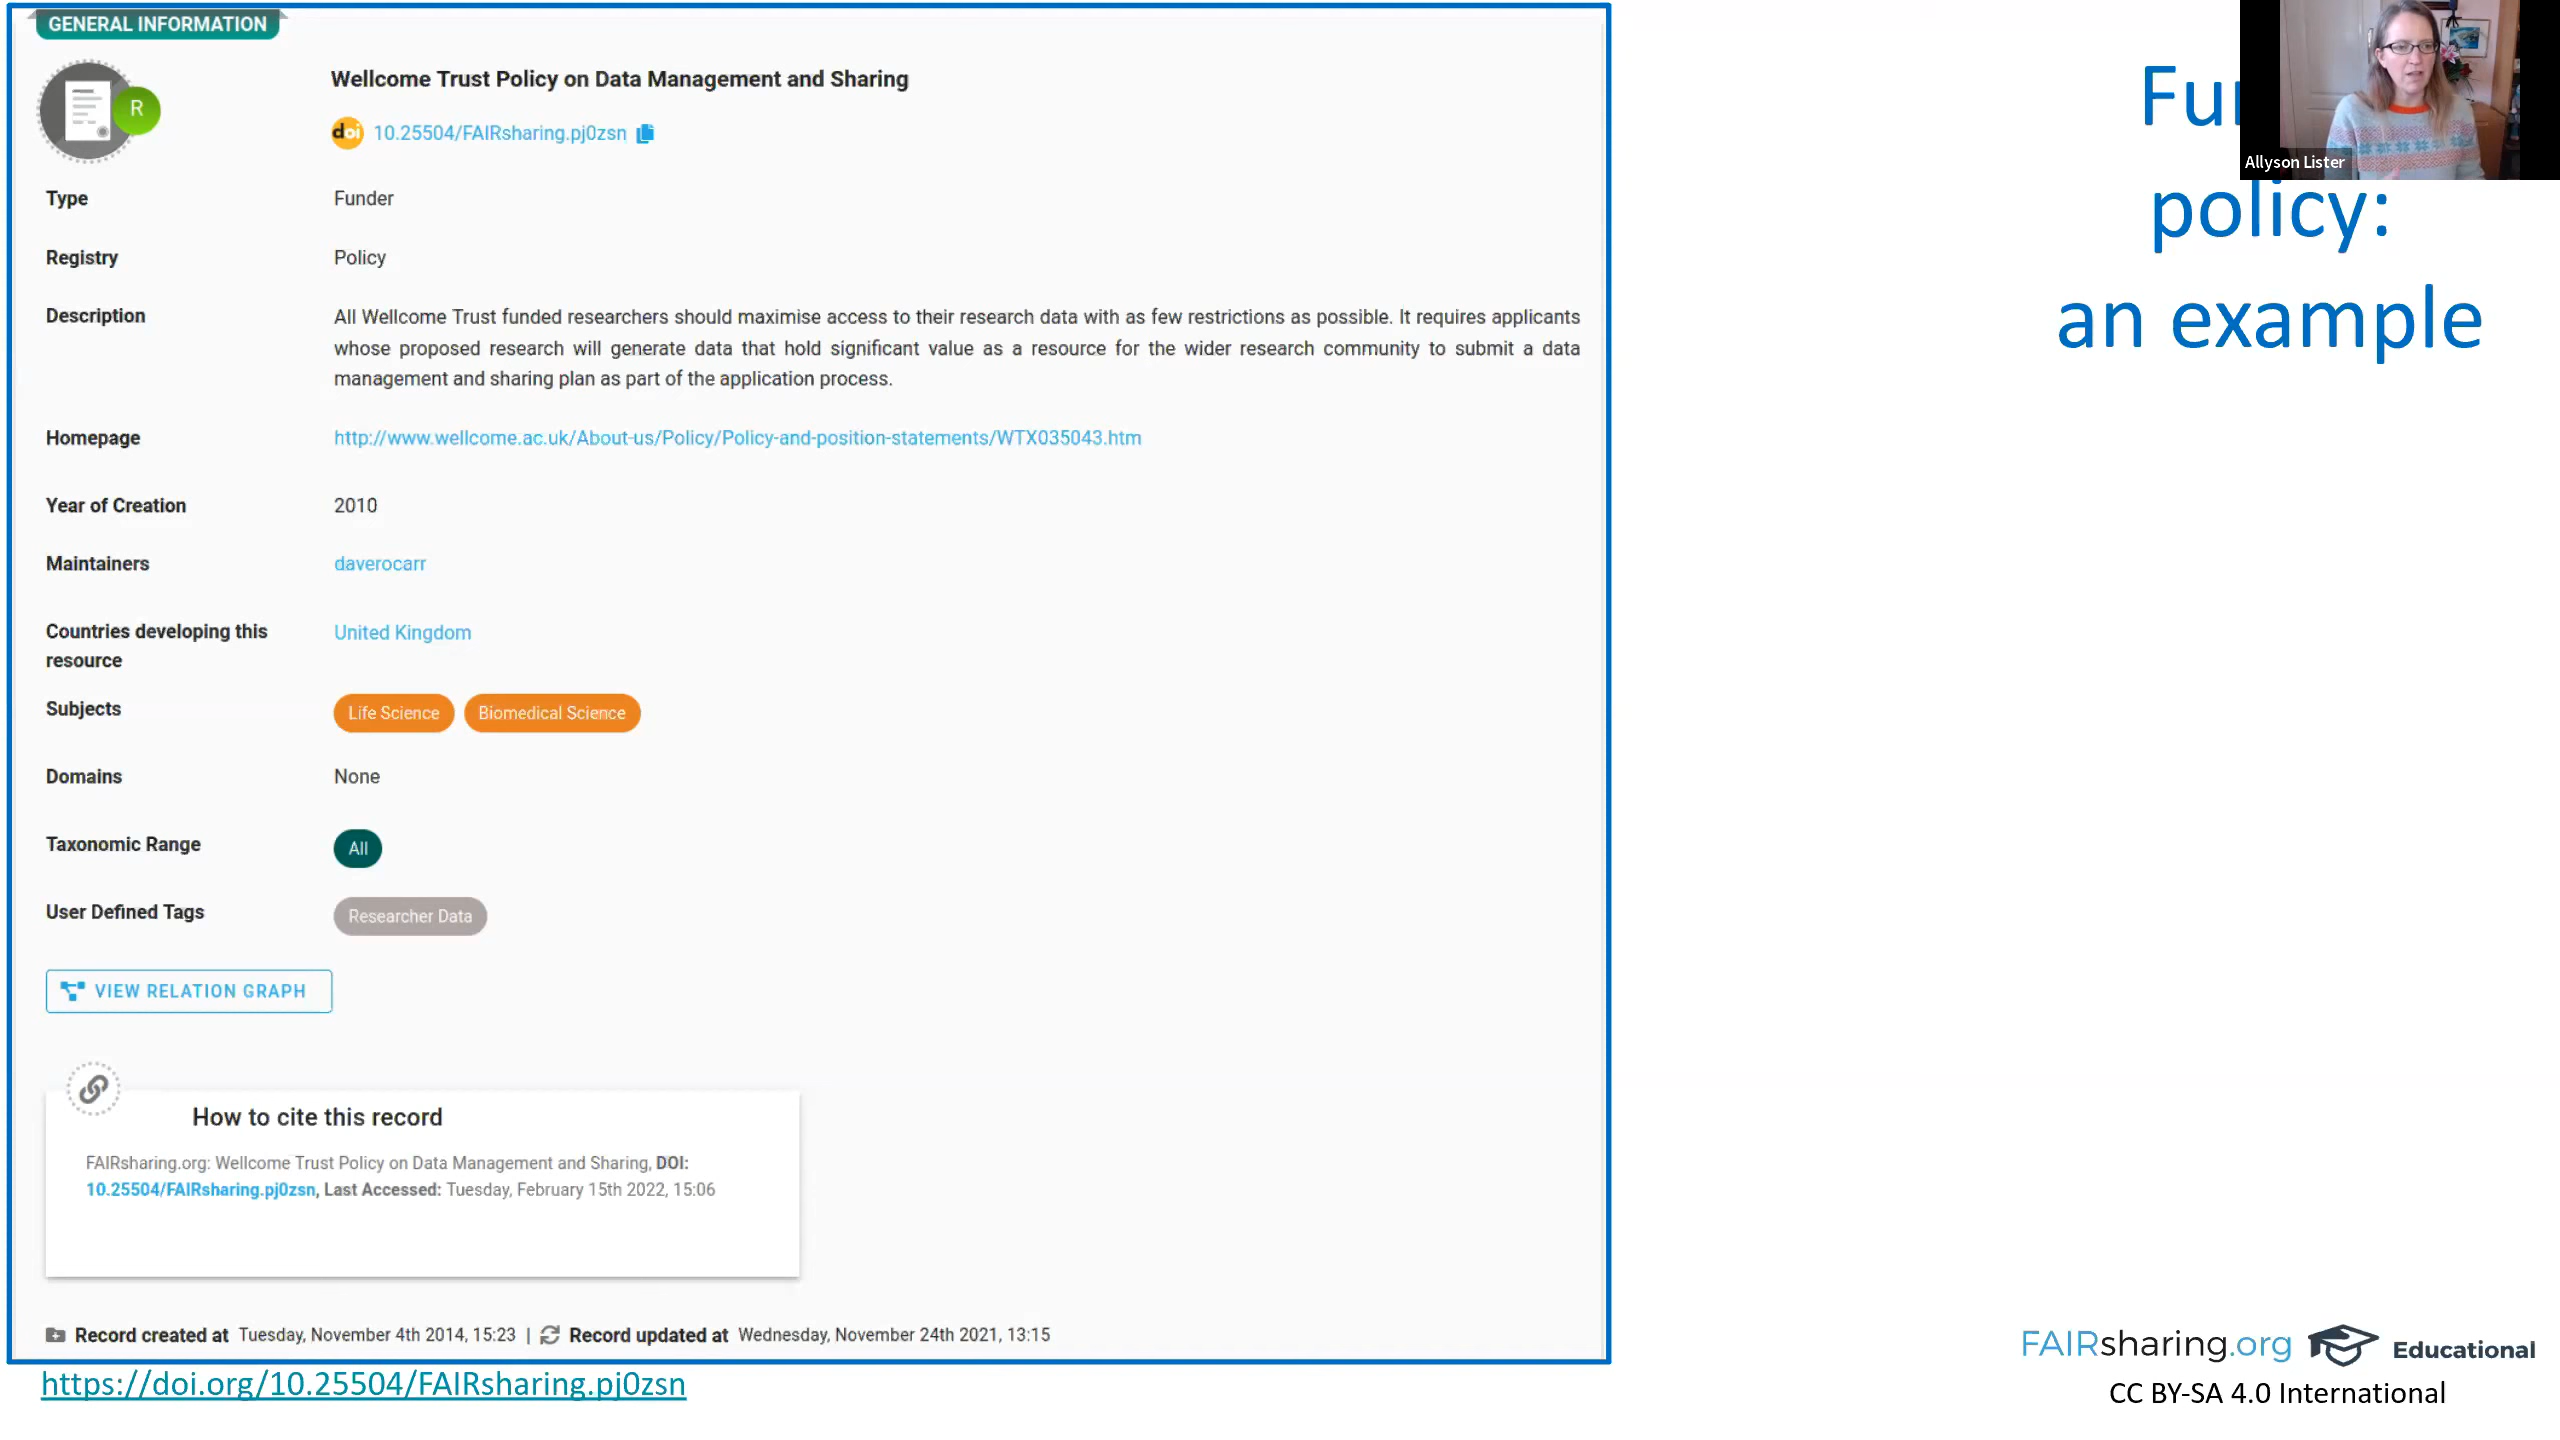 GENERAL INFORMATION
R
Wellcome Trust Policy on Data Management and Sharing
doi 10.25504/FAIRsharing.pj0zsn
Type Funder
Registry Policy
Description All Wellcome Trust funded researchers should maximise access to their research data with as few restrictions as possible. It requires applicants
whose proposed research will generate data that hold significant value as a resource for the wider research community to submit a data
management and sharing plan as part of the application process.
Homepage http://www.wellcome.ac.uk/About-us/Policy/Policy-and-position-statements/WTX035043.htm
Year of Creation 2010
Maintainers daverocarr
Countries developing this United Kingdom
resource
Subjects Life Science Biomedical Science
Domains None
Taxonomic Range All
User Defined Tags Researcher Data
VIEW RELATION GRAPH
How to cite this record
FAIRsharing.org: Wellcome Trust Policy on Data Management and Sharing, DOI:
10.25504/FAIRsharing.pj0zsn, Last Accessed: Tuesday, February 15th 2022, 15:06
Record created at Tuesday, November 4th 2014, 15:23 | Record updated at Wednesday, November 24th 2021, 13:15
https://doi.org/10.25504/FAIRsharing.pj0zsn
Allyson Lister
policy:
an example
FAIRsharing.org Educational
CC BY-SA 4.0 International